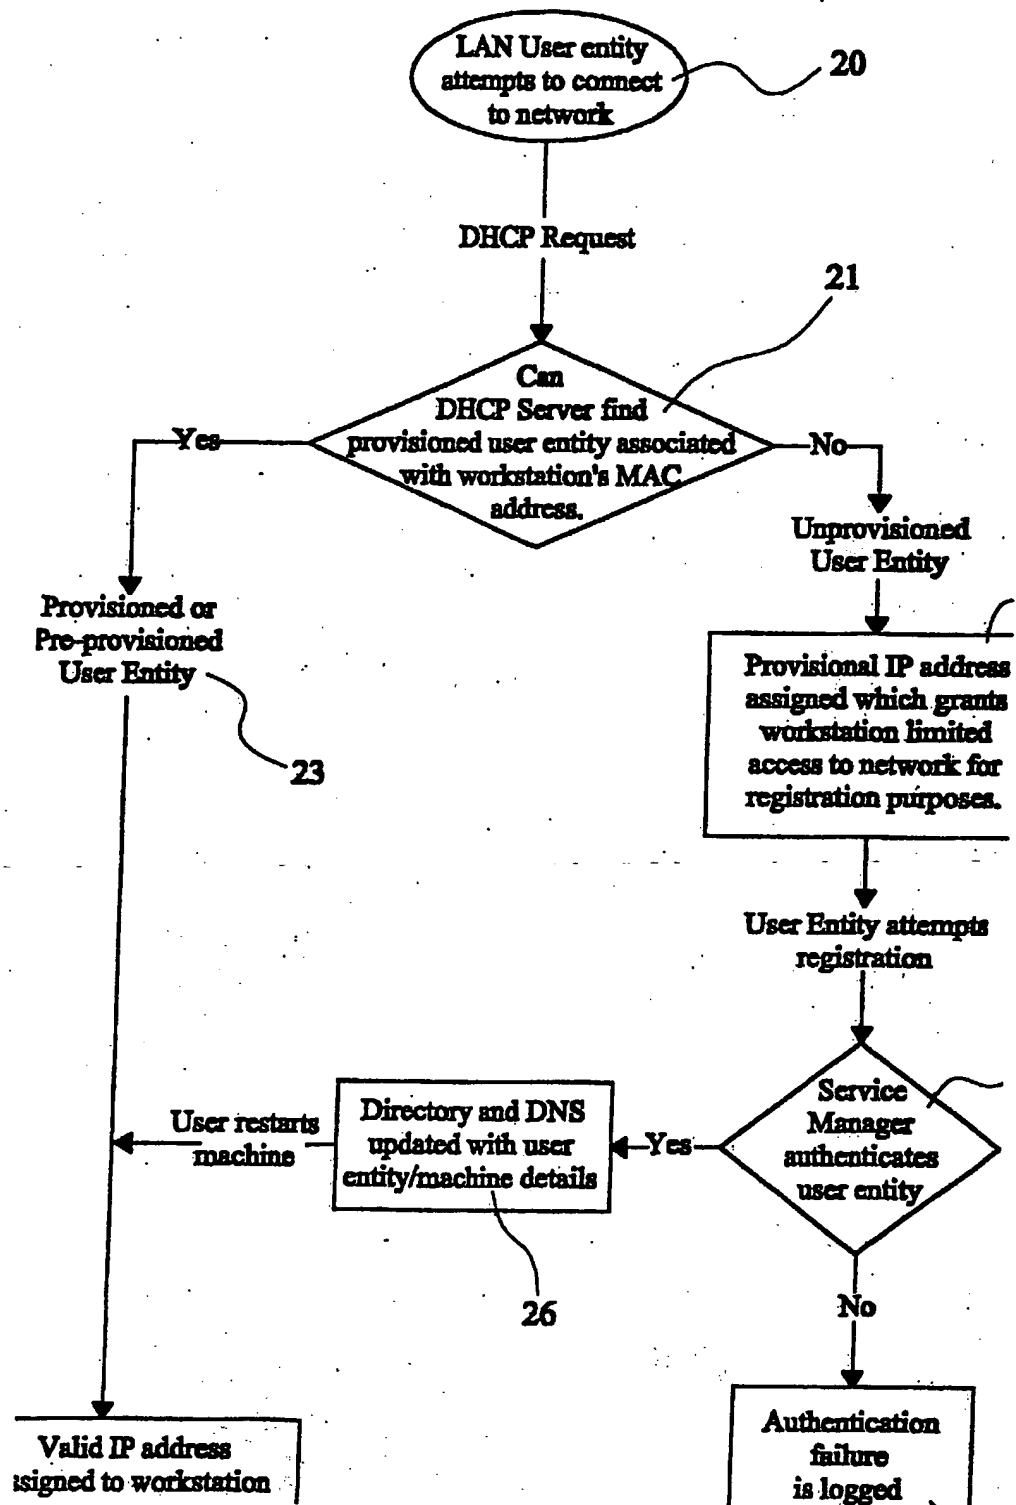 LAN User entity
attempts to connect
to network
20
DHCP Request
21
Can
DHCP Server find
provisioned user entity associated
with workstation's MAC
address.
Yes
No
Unprovisioned
User Entity
Provisioned or
Pre-provisioned
User Entity
23
Provisional IP address
assigned which grants
workstation limited
access to network for
registration purposes.
User Entity attempts
registration
Service
Manager
authenticates
user entity
Yes
Directory and DNS
updated with user
entity/machine details
User restarts
machine
26
No
Valid IP address
ssigned to workstation
Authentication
failure
is logged